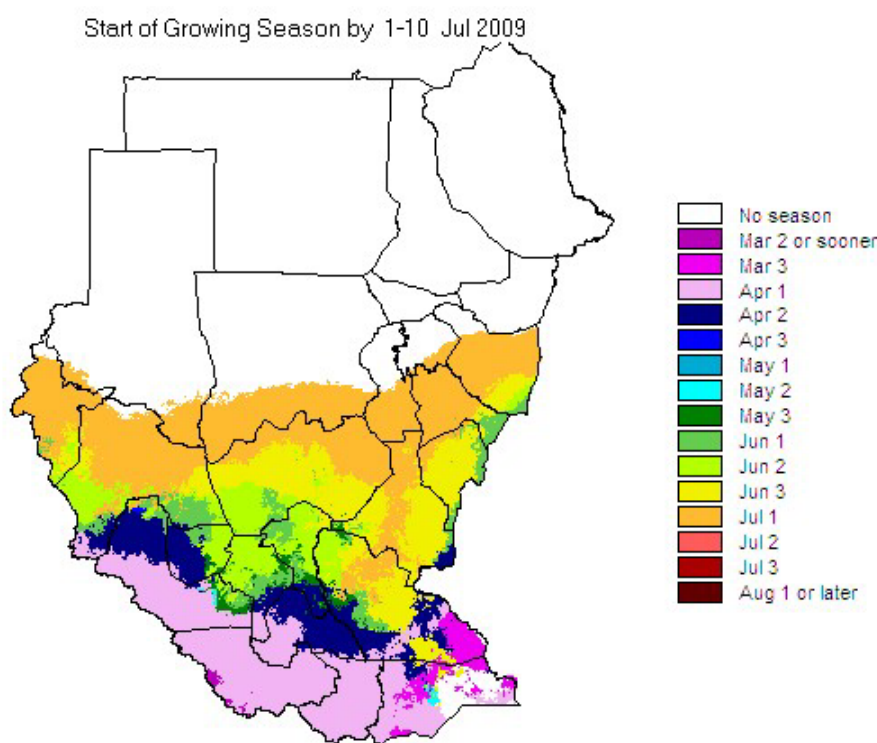 Start of Growing Season by 1-10 Jul 2009
No season
Mar 2 or sooner
Mar 3
Apr 1
Apr 2
Apr 3
May 1
May 2
May 3
Jun 1
Jun 2
Jun 3
Jul 1
Jul 2
Jul 3
Aug 1 or later